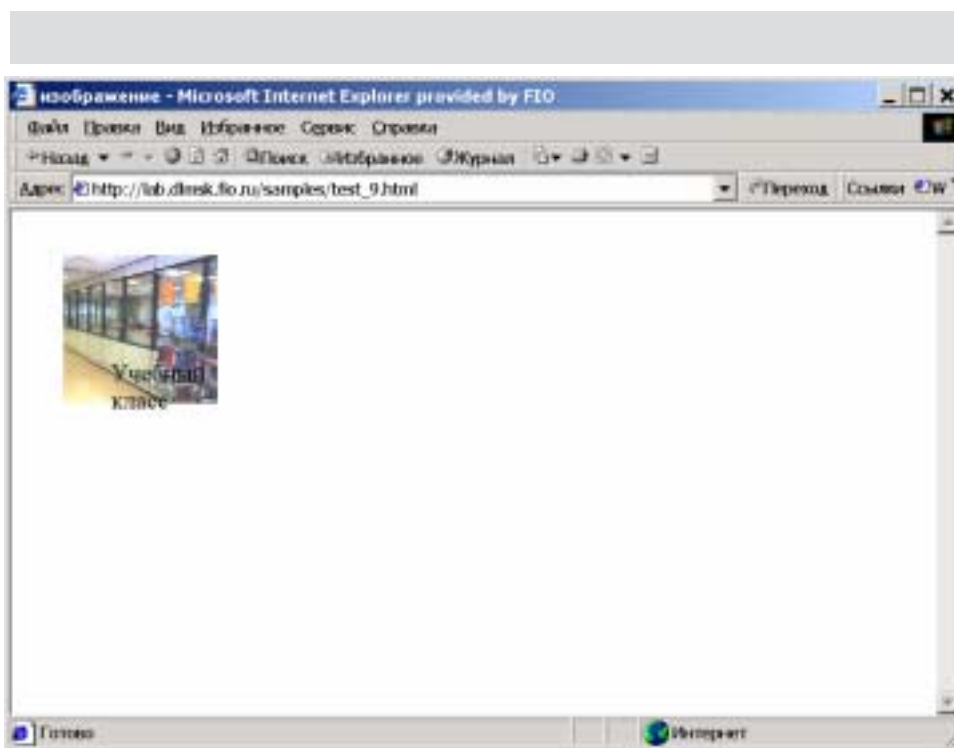 изображение - Microsoft Internet Explorer provided by FIO
Файл Правка Вид Избранное Сервис Справка
Назад Поиск Избранное Журнал
Адрес http://lab.dlmsk.fio.ru/samples/test_9.html Переход Ссылки W
Учебный
класс
Готово Интернет